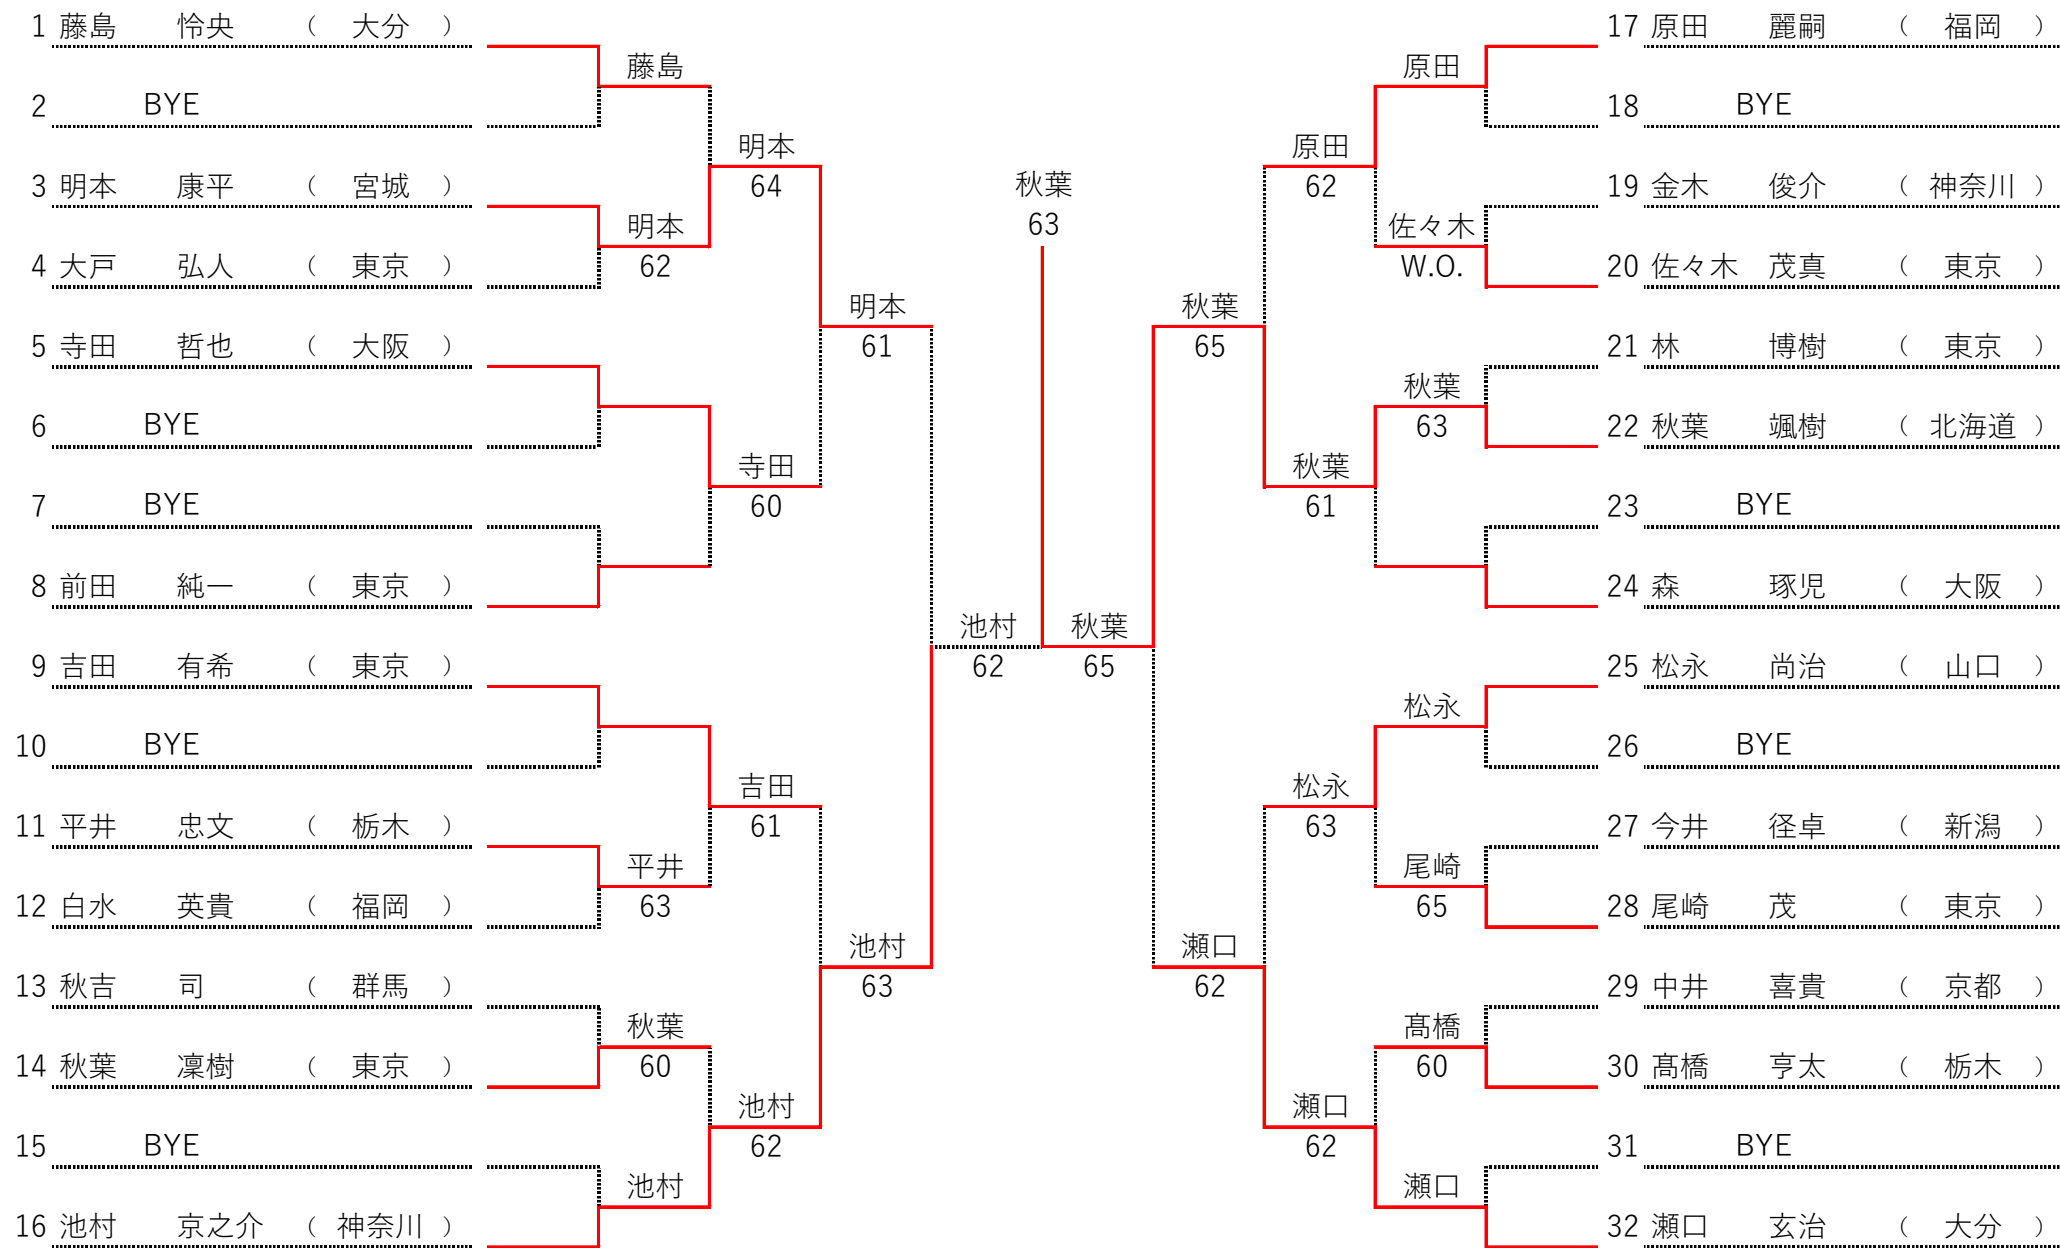 1 藤島 怜央 （ 大分 ）
2 BYE
3 明本 康平 （ 宮城 ）
4 大戸 弘人 （ 東京 ）
5 寺田 哲也 （ 大阪 ）
6 BYE
7 BYE
8 前田 純一 （ 東京 ）
9 吉田 有希 （ 東京 ）
10 BYE
11 平井 忠文 （ 栃木 ）
12 白水 英貴 （ 福岡 ）
13 秋吉 司 （ 群馬 ）
14 秋葉 凜樹 （ 東京 ）
15 BYE
16 池村 京之介 （ 神奈川 ）
藤島
明本
62
平井
63
秋葉
60
池村
明本
64
寺田
60
吉田
61
池村
62
明本
61
池村
63
池村
62
秋葉
63
秋葉
65
秋葉
65
瀬口
62
原田
62
秋葉
61
松永
63
瀬口
62
原田
佐々木
W.O.
秋葉
63
松永
尾崎
65
髙橋
60
瀬口
17 原田 麗嗣 （ 福岡 ）
18 BYE
19 金木 俊介 （ 神奈川 ）
20 佐々木 茂真 （ 東京 ）
21 林 博樹 （ 東京 ）
22 秋葉 颯樹 （ 北海道 ）
23 BYE
24 森 琢児 （ 大阪 ）
25 松永 尚治 （ 山口 ）
26 BYE
27 今井 径卓 （ 新潟 ）
28 尾崎 茂 （ 東京 ）
29 中井 喜貴 （ 京都 ）
30 髙橋 亨太 （ 栃木 ）
31 BYE
32 瀬口 玄治 （ 大分 ）